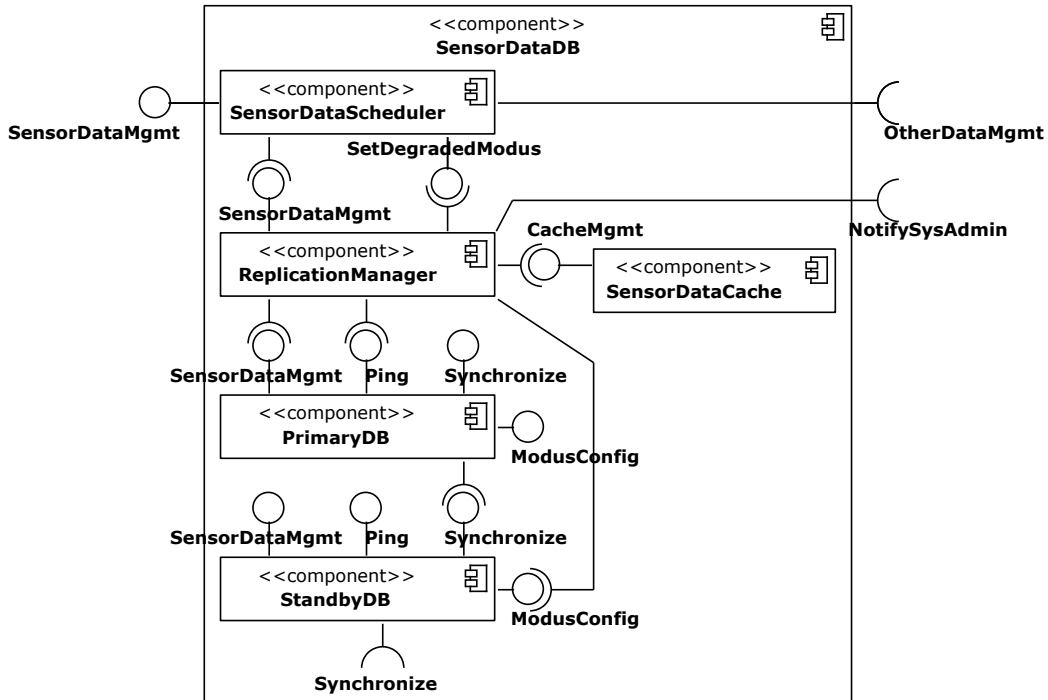 <<component>>
SensorDataDB
<<component>>
SensorDataScheduler
SensorDataMgmt
OtherDataMgmt
SetDegradedModus
SensorDataMgmt
CacheMgmt
NotifySysAdmin
<<component>>
ReplicationManager
<<component>>
SensorDataCache
SensorDataMgmt
Ping
Synchronize
<<component>>
PrimaryDB
ModusConfig
SensorDataMgmt
Ping
Synchronize
<<component>>
StandbyDB
ModusConfig
Synchronize